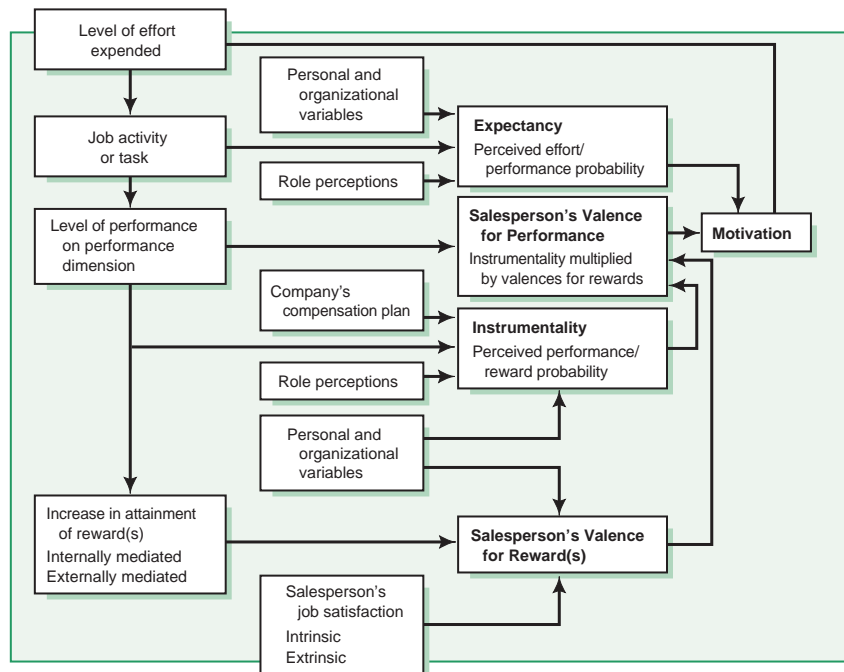 Level of effort
expended
Personal and
organizational
variables
Job activity
or task
Expectancy
Perceived effort/
performance probability
Role perceptions
Level of performance
on performance
dimension
Salesperson's Valence
for Performance
Instrumentality multiplied
by valences for rewards
Motivation
Company's
compensation plan
Instrumentality
Perceived performance/
reward probability
Role perceptions
Personal and
organizational
variables
Increase in attainment
of reward(s)
Internally mediated
Externally mediated
Salesperson's Valence
for Reward(s)
Salesperson's
job satisfaction
Intrinsic
Extrinsic